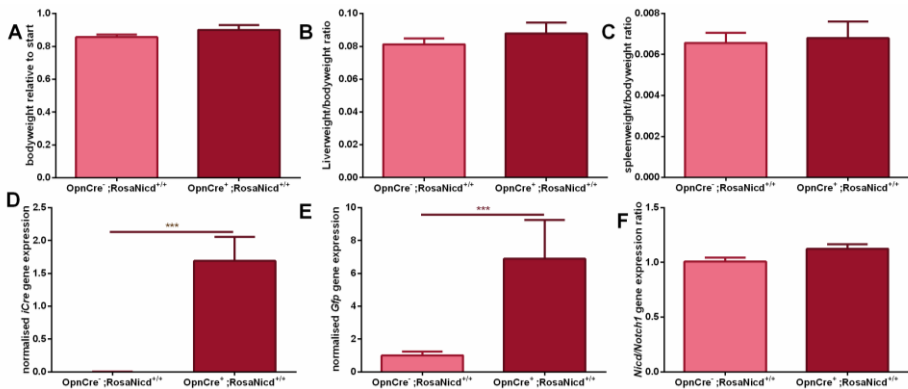 A
bodyweight relative to start
1.0
0.8
0.6
0.4
0.2
0.0
OpnCre⁻;RosaNicd⁺/⁺ OpnCre⁺;RosaNicd⁺/⁺
B
Liverweight/bodyweight ratio
0.10
0.08
0.06
0.04
0.02
0.00
OpnCre⁻;RosaNicd⁺/⁺ OpnCre⁺;RosaNicd⁺/⁺
C
spleenweight/bodyweight ratio
0.008
0.006
0.004
0.002
0.000
OpnCre⁻;RosaNicd⁺/⁺ OpnCre⁺;RosaNicd⁺/⁺
D
normalised iCre gene expression
2.5
2.0
1.5
1.0
0.5
0.0
***
OpnCre⁻;RosaNicd⁺/⁺ OpnCre⁺;RosaNicd⁺/⁺
E
normalised Gfp gene expression
10
8
6
4
2
0
***
OpnCre⁻;RosaNicd⁺/⁺ OpnCre⁺;RosaNicd⁺/⁺
F
Nicd/Notch1 gene expression ratio
1.5
1.0
0.5
0.0
OpnCre⁻;RosaNicd⁺/⁺ OpnCre⁺;RosaNicd⁺/⁺